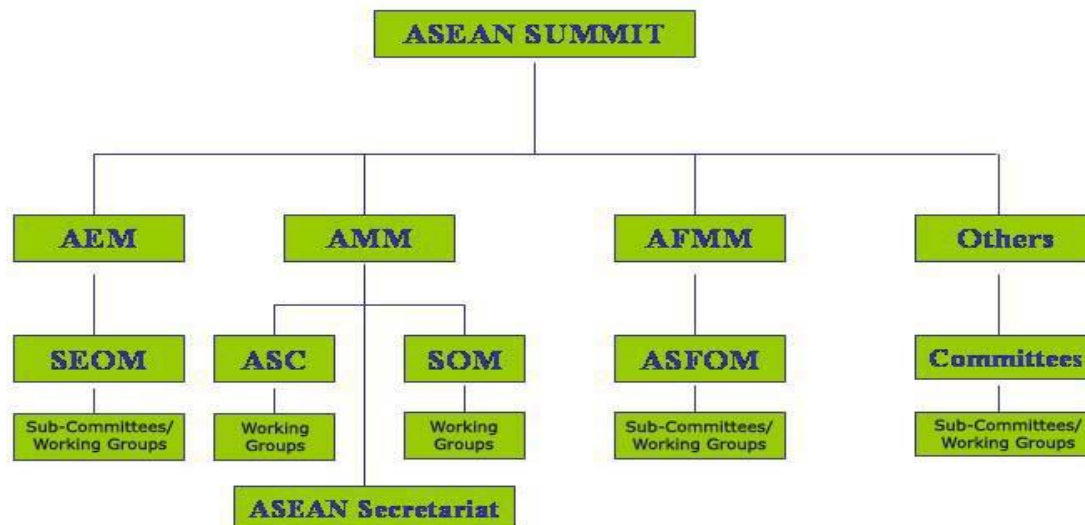 ASEAN SUMMIT
AEM
AMM
AFMM
Others
SEOM
ASC
SOM
ASFOM
Committees
Sub-Committees/
Working Groups
Working
Groups
Working
Groups
Sub-Committees/
Working Groups
Sub-Committees/
Working Groups
ASEAN Secretariat